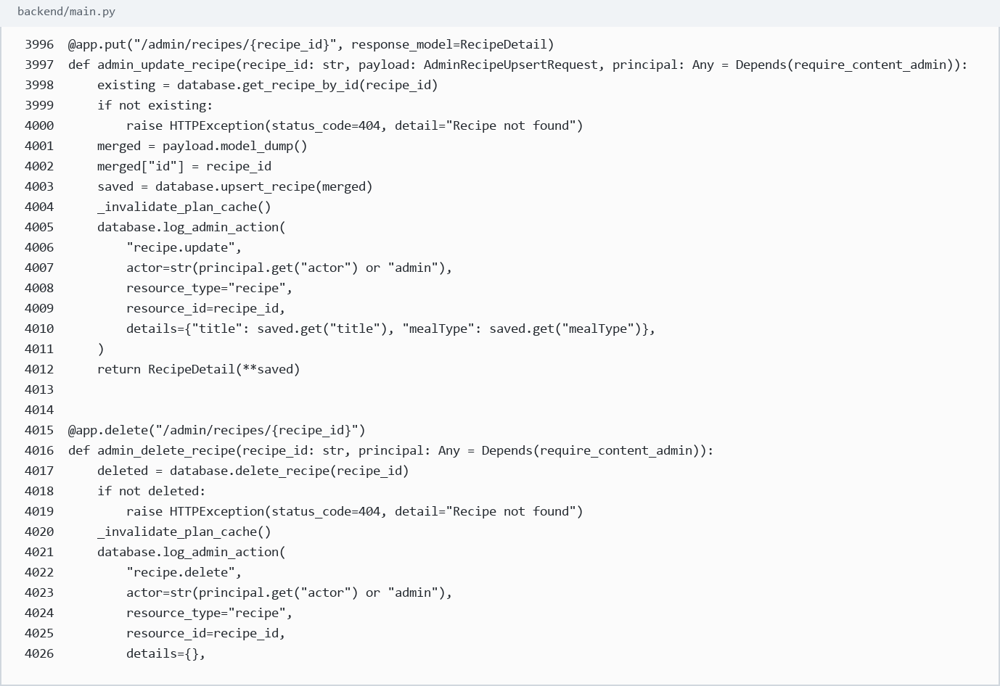 backend/main.py
3996 @app.put("/admin/recipes/{recipe_id}", response_model=RecipeDetail)
3997 def admin_update_recipe(recipe_id: str, payload: AdminRecipeUpsertRequest, principal: Any = Depends(require_content_admin)):
3998     existing = database.get_recipe_by_id(recipe_id)
3999     if not existing:
4000         raise HTTPException(status_code=404, detail="Recipe not found")
4001     merged = payload.model_dump()
4002     merged["id"] = recipe_id
4003     saved = database.upsert_recipe(merged)
4004     _invalidate_plan_cache()
4005     database.log_admin_action(
4006         "recipe.update",
4007         actor=str(principal.get("actor") or "admin"),
4008         resource_type="recipe",
4009         resource_id=recipe_id,
4010         details={"title": saved.get("title"), "mealType": saved.get("mealType")},
4011     )
4012     return RecipeDetail(**saved)
4013
4014
4015 @app.delete("/admin/recipes/{recipe_id}")
4016 def admin_delete_recipe(recipe_id: str, principal: Any = Depends(require_content_admin)):
4017     deleted = database.delete_recipe(recipe_id)
4018     if not deleted:
4019         raise HTTPException(status_code=404, detail="Recipe not found")
4020     _invalidate_plan_cache()
4021     database.log_admin_action(
4022         "recipe.delete",
4023         actor=str(principal.get("actor") or "admin"),
4024         resource_type="recipe",
4025         resource_id=recipe_id,
4026         details={},